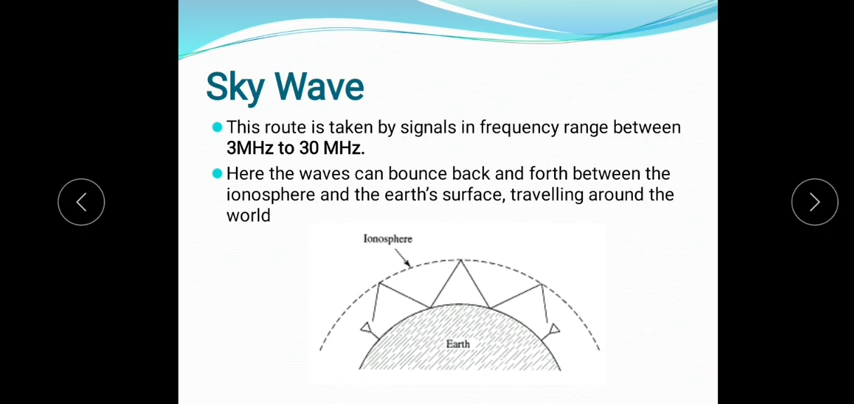 Sky Wave
This route is taken by signals in frequency range between
3MHz to 30 MHz.
Here the waves can bounce back and forth between the
ionosphere and the earth’s surface, travelling around the
world
Ionosphere
Earth